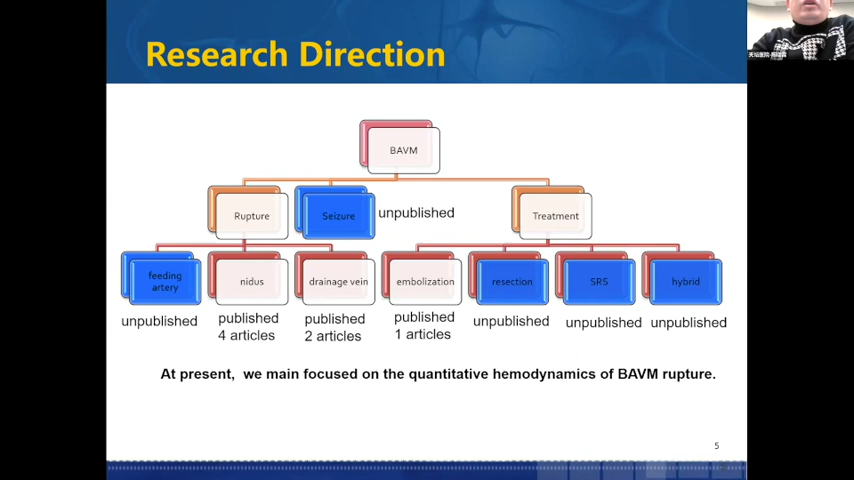 Research Direction
BAVM
Rupture
Seizure
unpublished
Treatment
feeding
artery
nidus
drainage vein
embolization
resection
SRS
hybrid
unpublished
published
4 articles
published
2 articles
published
1 articles
unpublished
unpublished
unpublished
At present, we main focused on the quantitative hemodynamics of BAVM rupture.
5